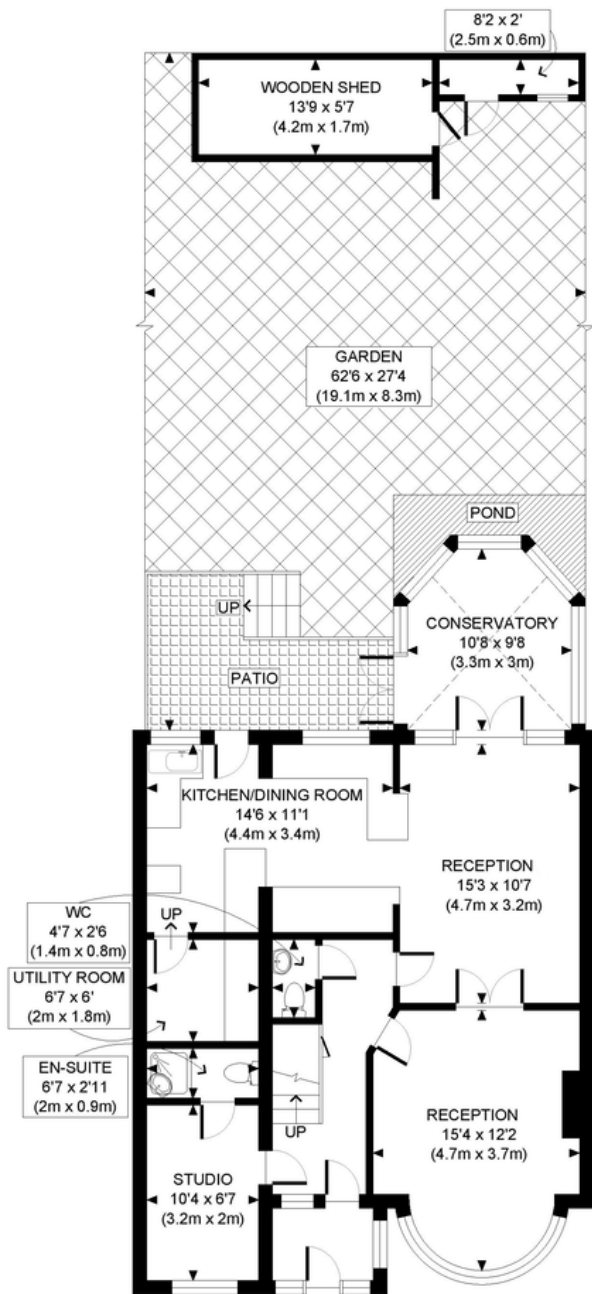 8'2 x 2'
(2.5m x 0.6m)
WOODEN SHED
13'9 x 5'7
(4.2m x 1.7m)
GARDEN
62'6 x 27'4
(19.1m x 8.3m)
POND
UP
CONSERVATORY
10'8 x 9'8
(3.3m x 3m)
PATIO
KITCHEN/DINING ROOM
14'6 x 11'1
(4.4m x 3.4m)
RECEPTION
15'3 x 10'7
(4.7m x 3.2m)
WC
4'7 x 2'6
(1.4m x 0.8m)
UP
UTILITY ROOM
6'7 x 6'
(2m x 1.8m)
EN-SUITE
6'7 x 2'11
(2m x 0.9m)
UP
RECEPTION
15'4 x 12'2
(4.7m x 3.7m)
STUDIO
10'4 x 6'7
(3.2m x 2m)